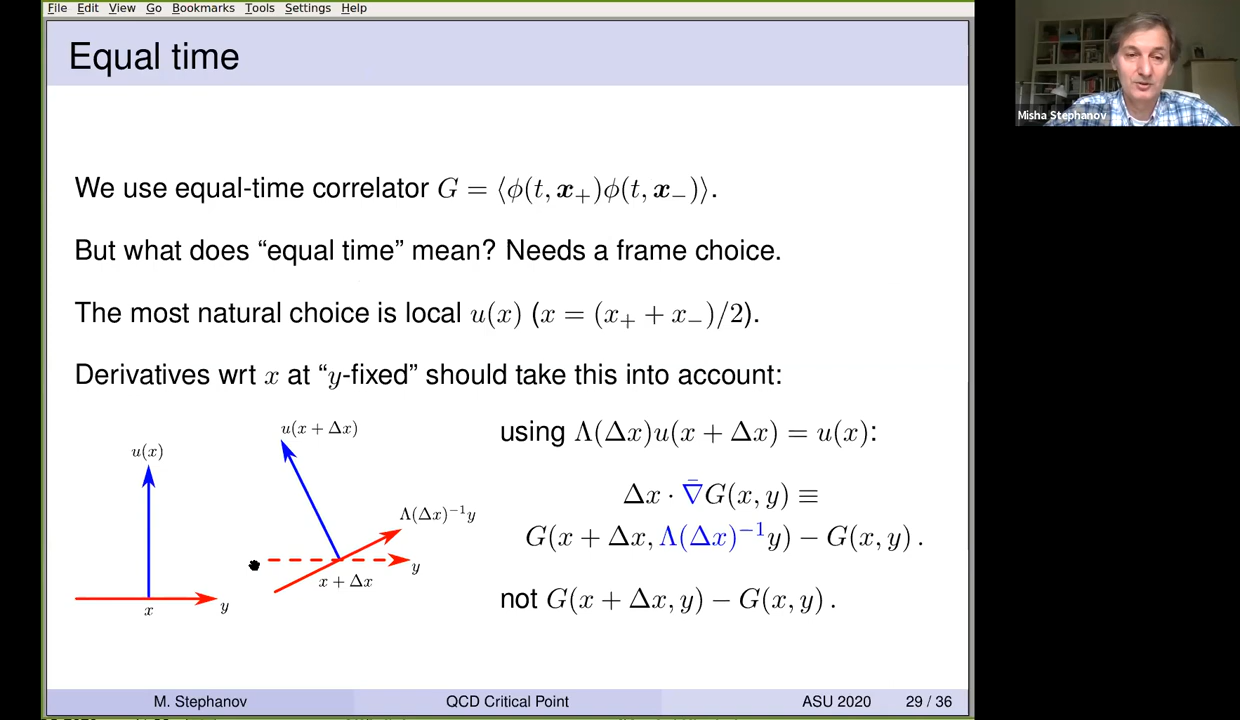 File Edit View Go Bookmarks Tools Settings Help
Equal time
Misha Stephanov
We use equal-time correlator G = ⟨ϕ(t, x₊)ϕ(t, x₋)⟩.
But what does “equal time” mean? Needs a frame choice.
The most natural choice is local u(x) (x = (x₊ + x₋)/2).
Derivatives wrt x at “y-fixed” should take this into account:
u(x)
x
y
u(x + Δx)
Λ(Δx)⁻¹y
y
x + Δx
using Λ(Δx)u(x + Δx) = u(x):
Δx · ∇̄G(x, y) ≡
G(x + Δx, Λ(Δx)⁻¹y) − G(x, y) .
not G(x + Δx, y) − G(x, y) .
M. Stephanov QCD Critical Point ASU 2020 29 / 36